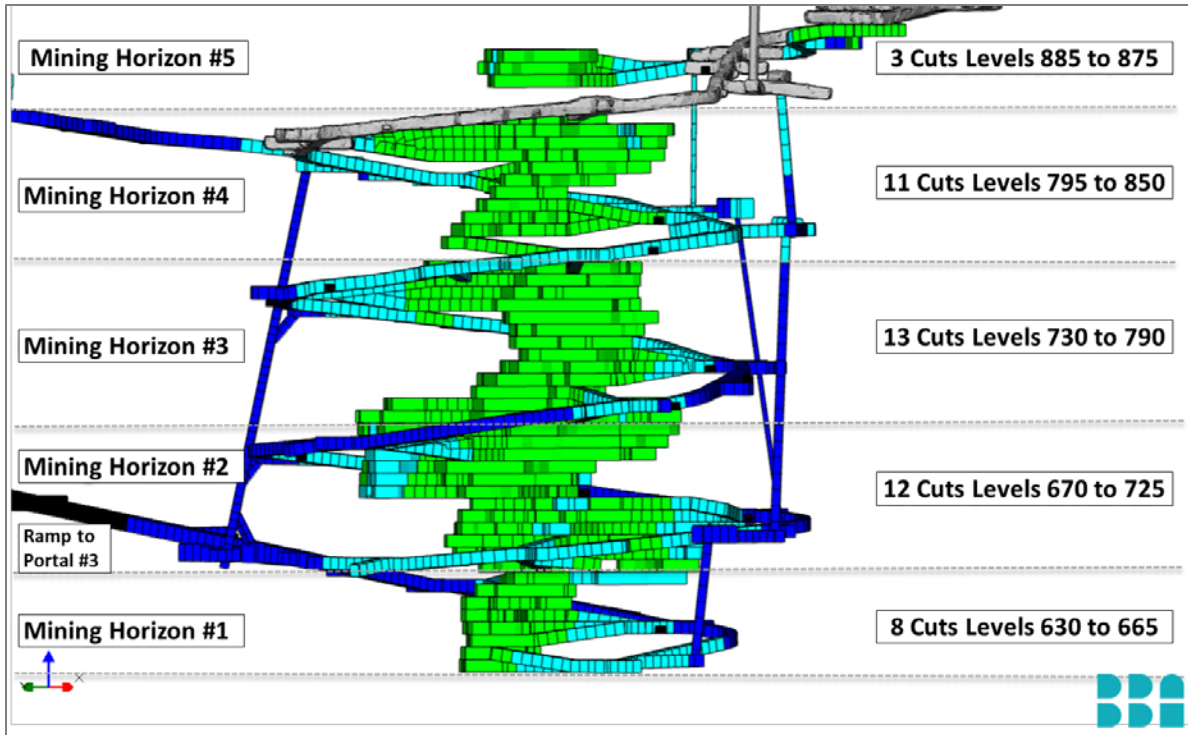 Mining Horizon #5
3 Cuts Levels 885 to 875
Mining Horizon #4
11 Cuts Levels 795 to 850
Mining Horizon #3
13 Cuts Levels 730 to 790
Mining Horizon #2
12 Cuts Levels 670 to 725
Ramp to
Portal #3
Mining Horizon #1
8 Cuts Levels 630 to 665
X